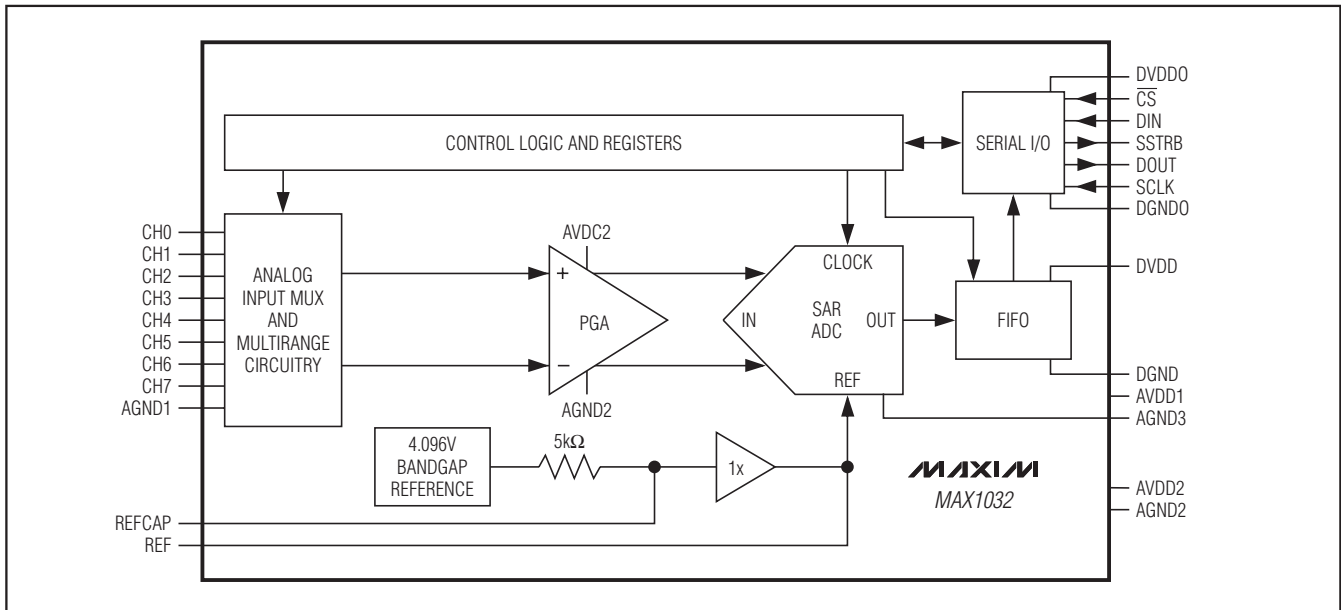 DVDDO
CS
DIN
SSTRB
DOUT
SCLK
DGNDO
SERIAL I/O
CONTROL LOGIC AND REGISTERS
CH0
CH1
CH2
CH3
CH4
CH5
CH6
CH7
AGND1
ANALOG
INPUT MUX
AND
MULTIRANGE
CIRCUITRY
AVDC2
+
PGA
−
AGND2
CLOCK
IN
SAR
ADC
OUT
REF
FIFO
DVDD
DGND
AVDD1
AGND3
4.096V
BANDGAP
REFERENCE
5kΩ
1x
MAXIM
MAX1032
AVDD2
AGND2
REFCAP
REF